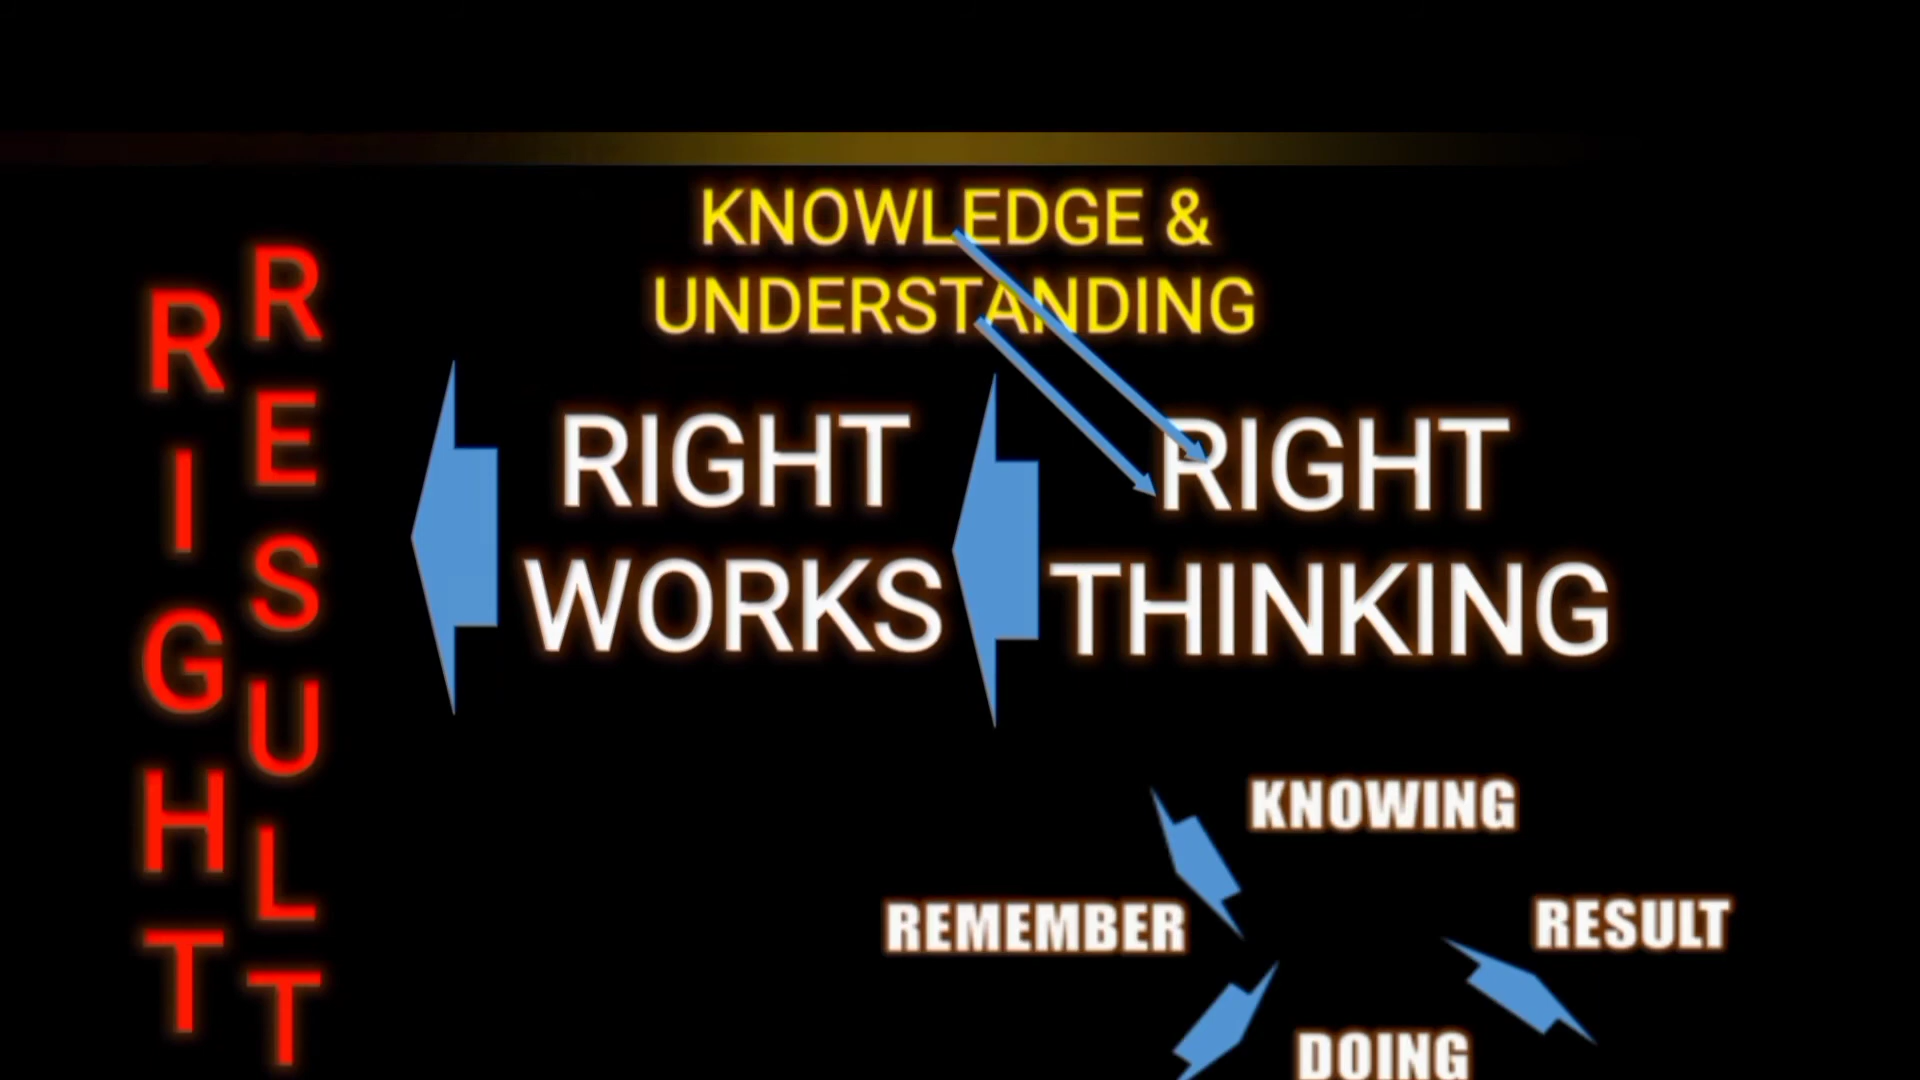 KNOWLEDGE &
UNDERSTANDING
RIGHT
RESULT
RIGHT
WORKS
RIGHT
THINKING
KNOWING
REMEMBER
RESULT
DOING